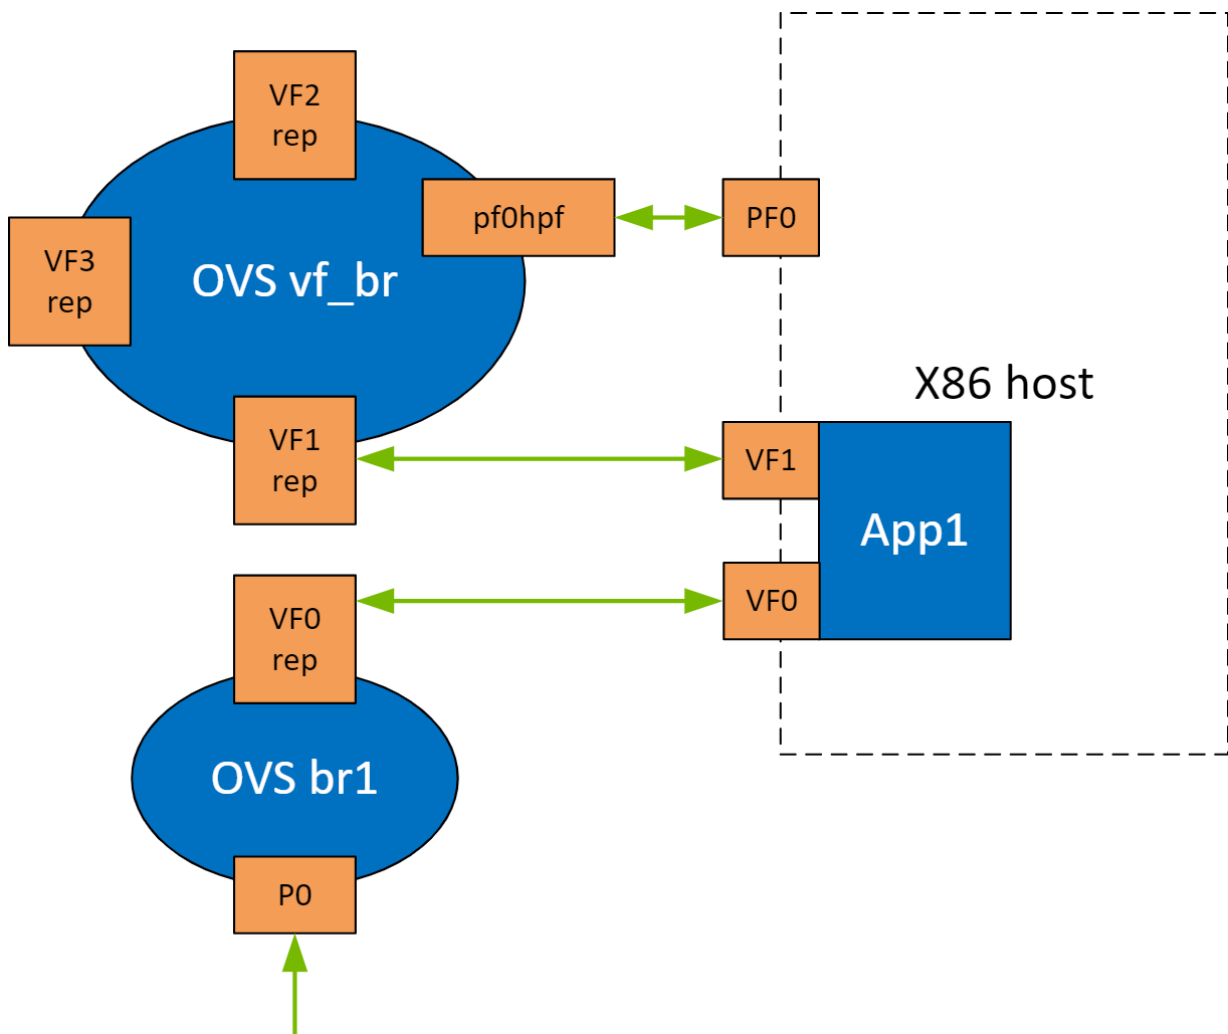 VF2
rep
pf0hpf
PF0
VF3
rep
OVS vf_br
X86 host
VF1
rep
VF1
App1
VF0
rep
VF0
OVS br1
P0